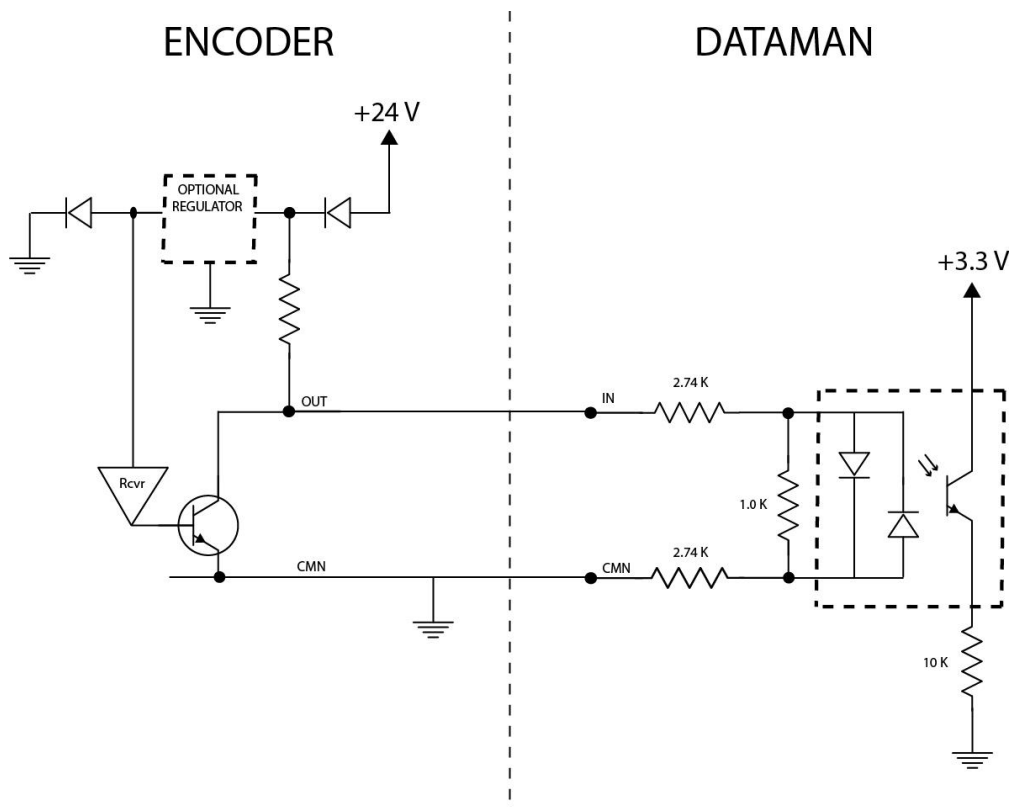 ENCODER
DATAMAN
+24 V
OPTIONAL
REGULATOR
+3.3 V
OUT
IN
2.74 K
Rcvr
1.0 K
CMN
CMN
2.74 K
10 K